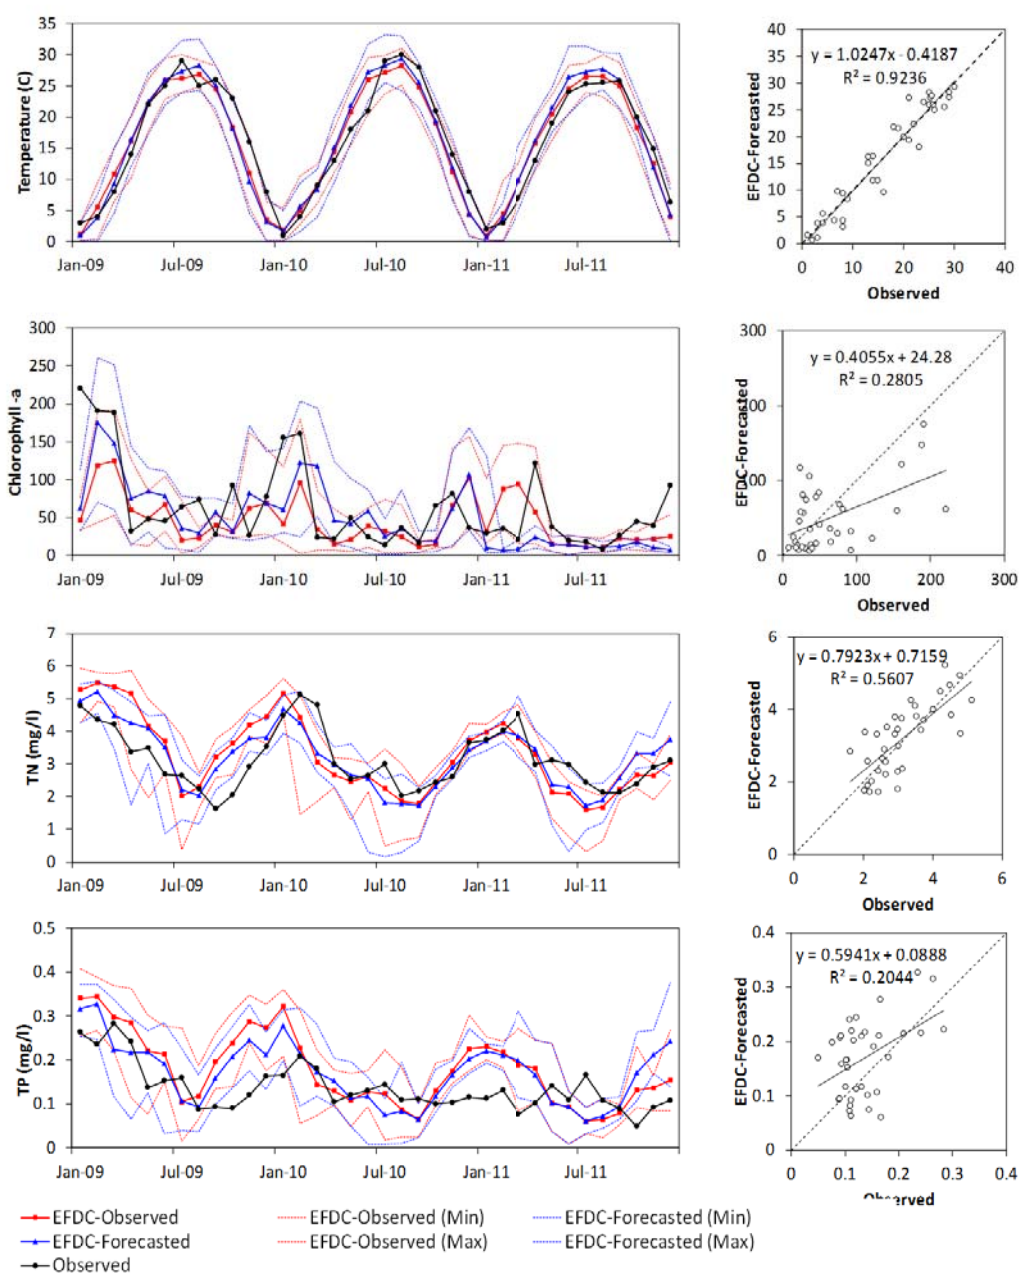 Temperature (C)
35
30
25
20
15
10
5
0
Jan-09 Jul-09 Jan-10 Jul-10 Jan-11 Jul-11
EFDC-Forecasted
40
35
30
25
20
15
10
5
0
y = 1.0247x - 0.4187
R² = 0.9236
0 10 20 30 40
Observed
Chlorophyll -a
300
250
200
150
100
50
0
Jan-09 Jul-09 Jan-10 Jul-10 Jan-11 Jul-11
EFDC-Forecasted
300
200
100
0
y = 0.4055x + 24.28
R² = 0.2805
0 100 200 300
Observed
TN (mg/l)
7
6
5
4
3
2
1
0
Jan-09 Jul-09 Jan-10 Jul-10 Jan-11 Jul-11
EFDC-Forecasted
6
4
2
0
y = 0.7923x + 0.7159
R² = 0.5607
0 2 4 6
Observed
TP (mg/l)
0.5
0.4
0.3
0.2
0.1
0
Jan-09 Jul-09 Jan-10 Jul-10 Jan-11 Jul-11
EFDC-Forecasted
0.4
0.3
0.2
0.1
0
y = 0.5941x + 0.0888
R² = 0.2044
0 0.1 0.2 0.3 0.4
Observed
EFDC-Observed EFDC-Observed (Min) EFDC-Forecasted (Min)
EFDC-Forecasted EFDC-Observed (Max) EFDC-Forecasted (Max)
Observed